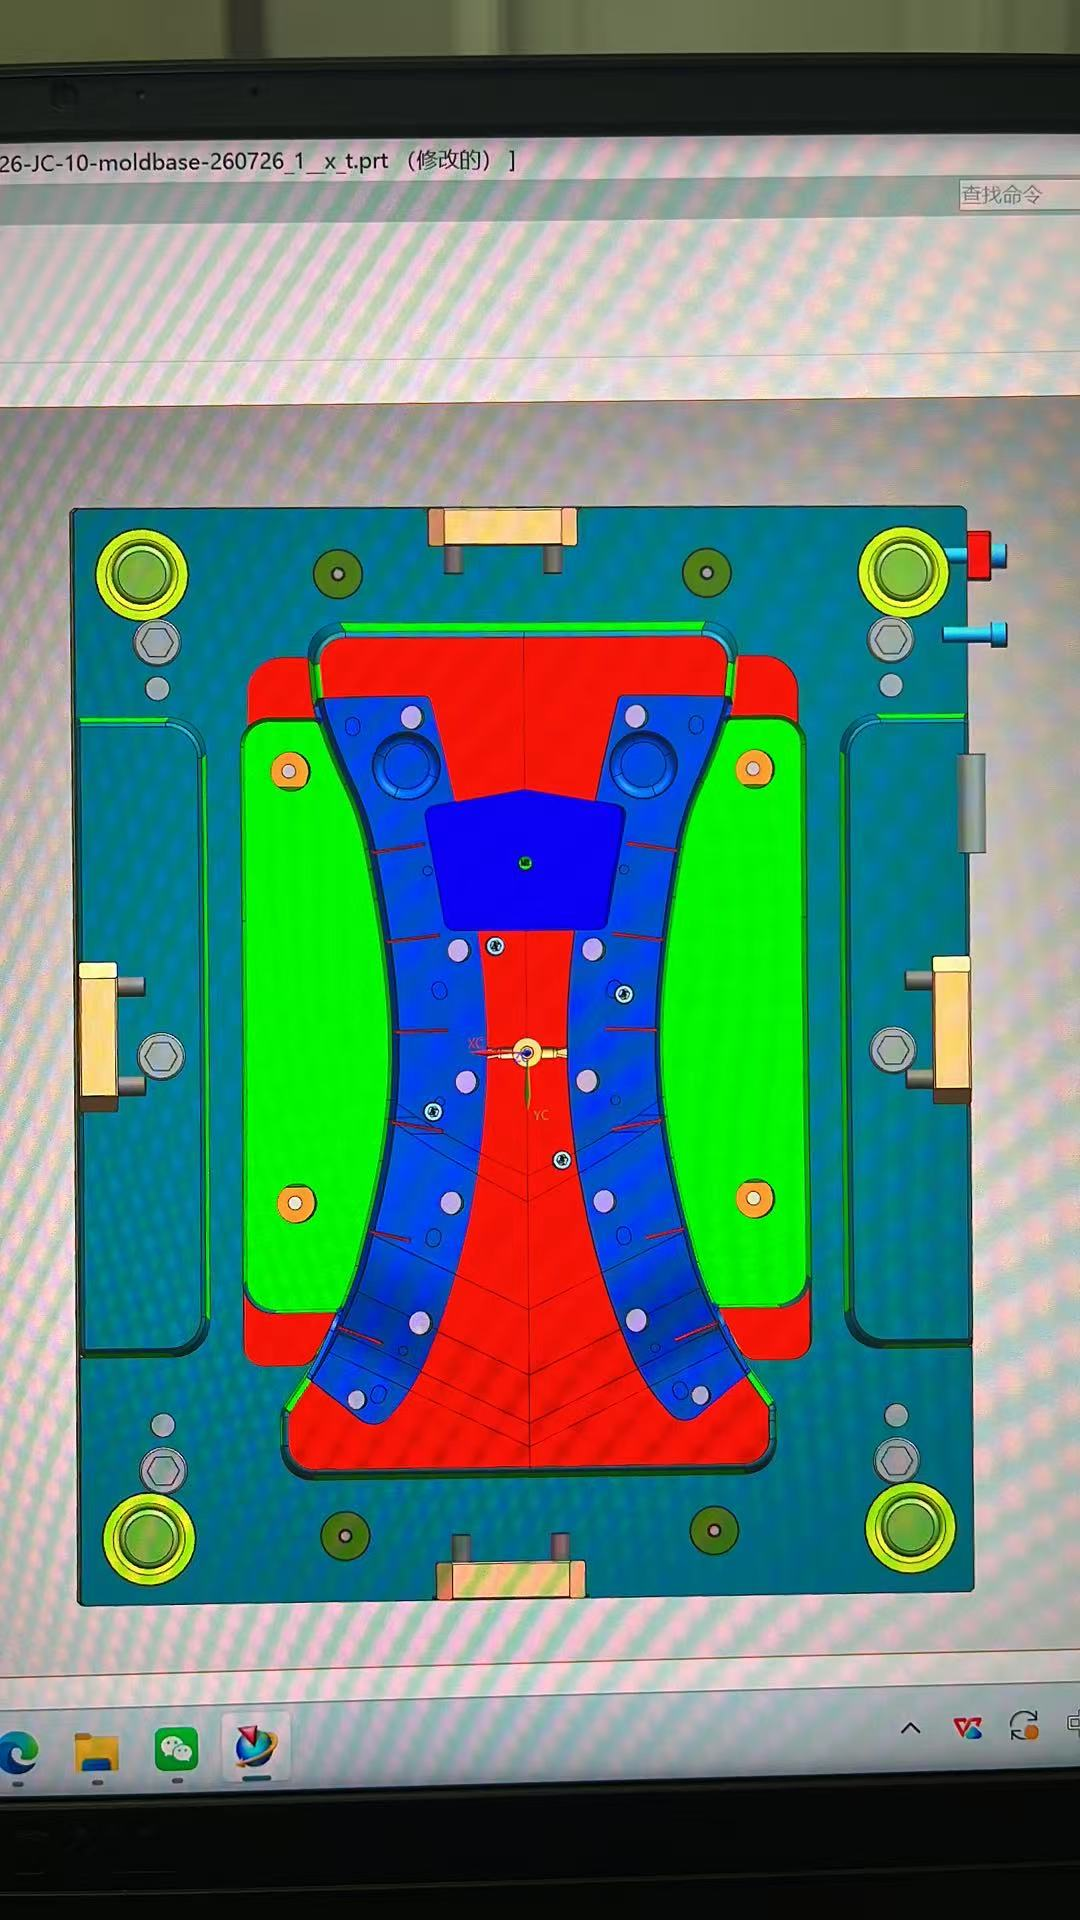 26-JC-10-moldbase-260726_1__x_t.prt （修改的） ]
查找命令
XC
YC